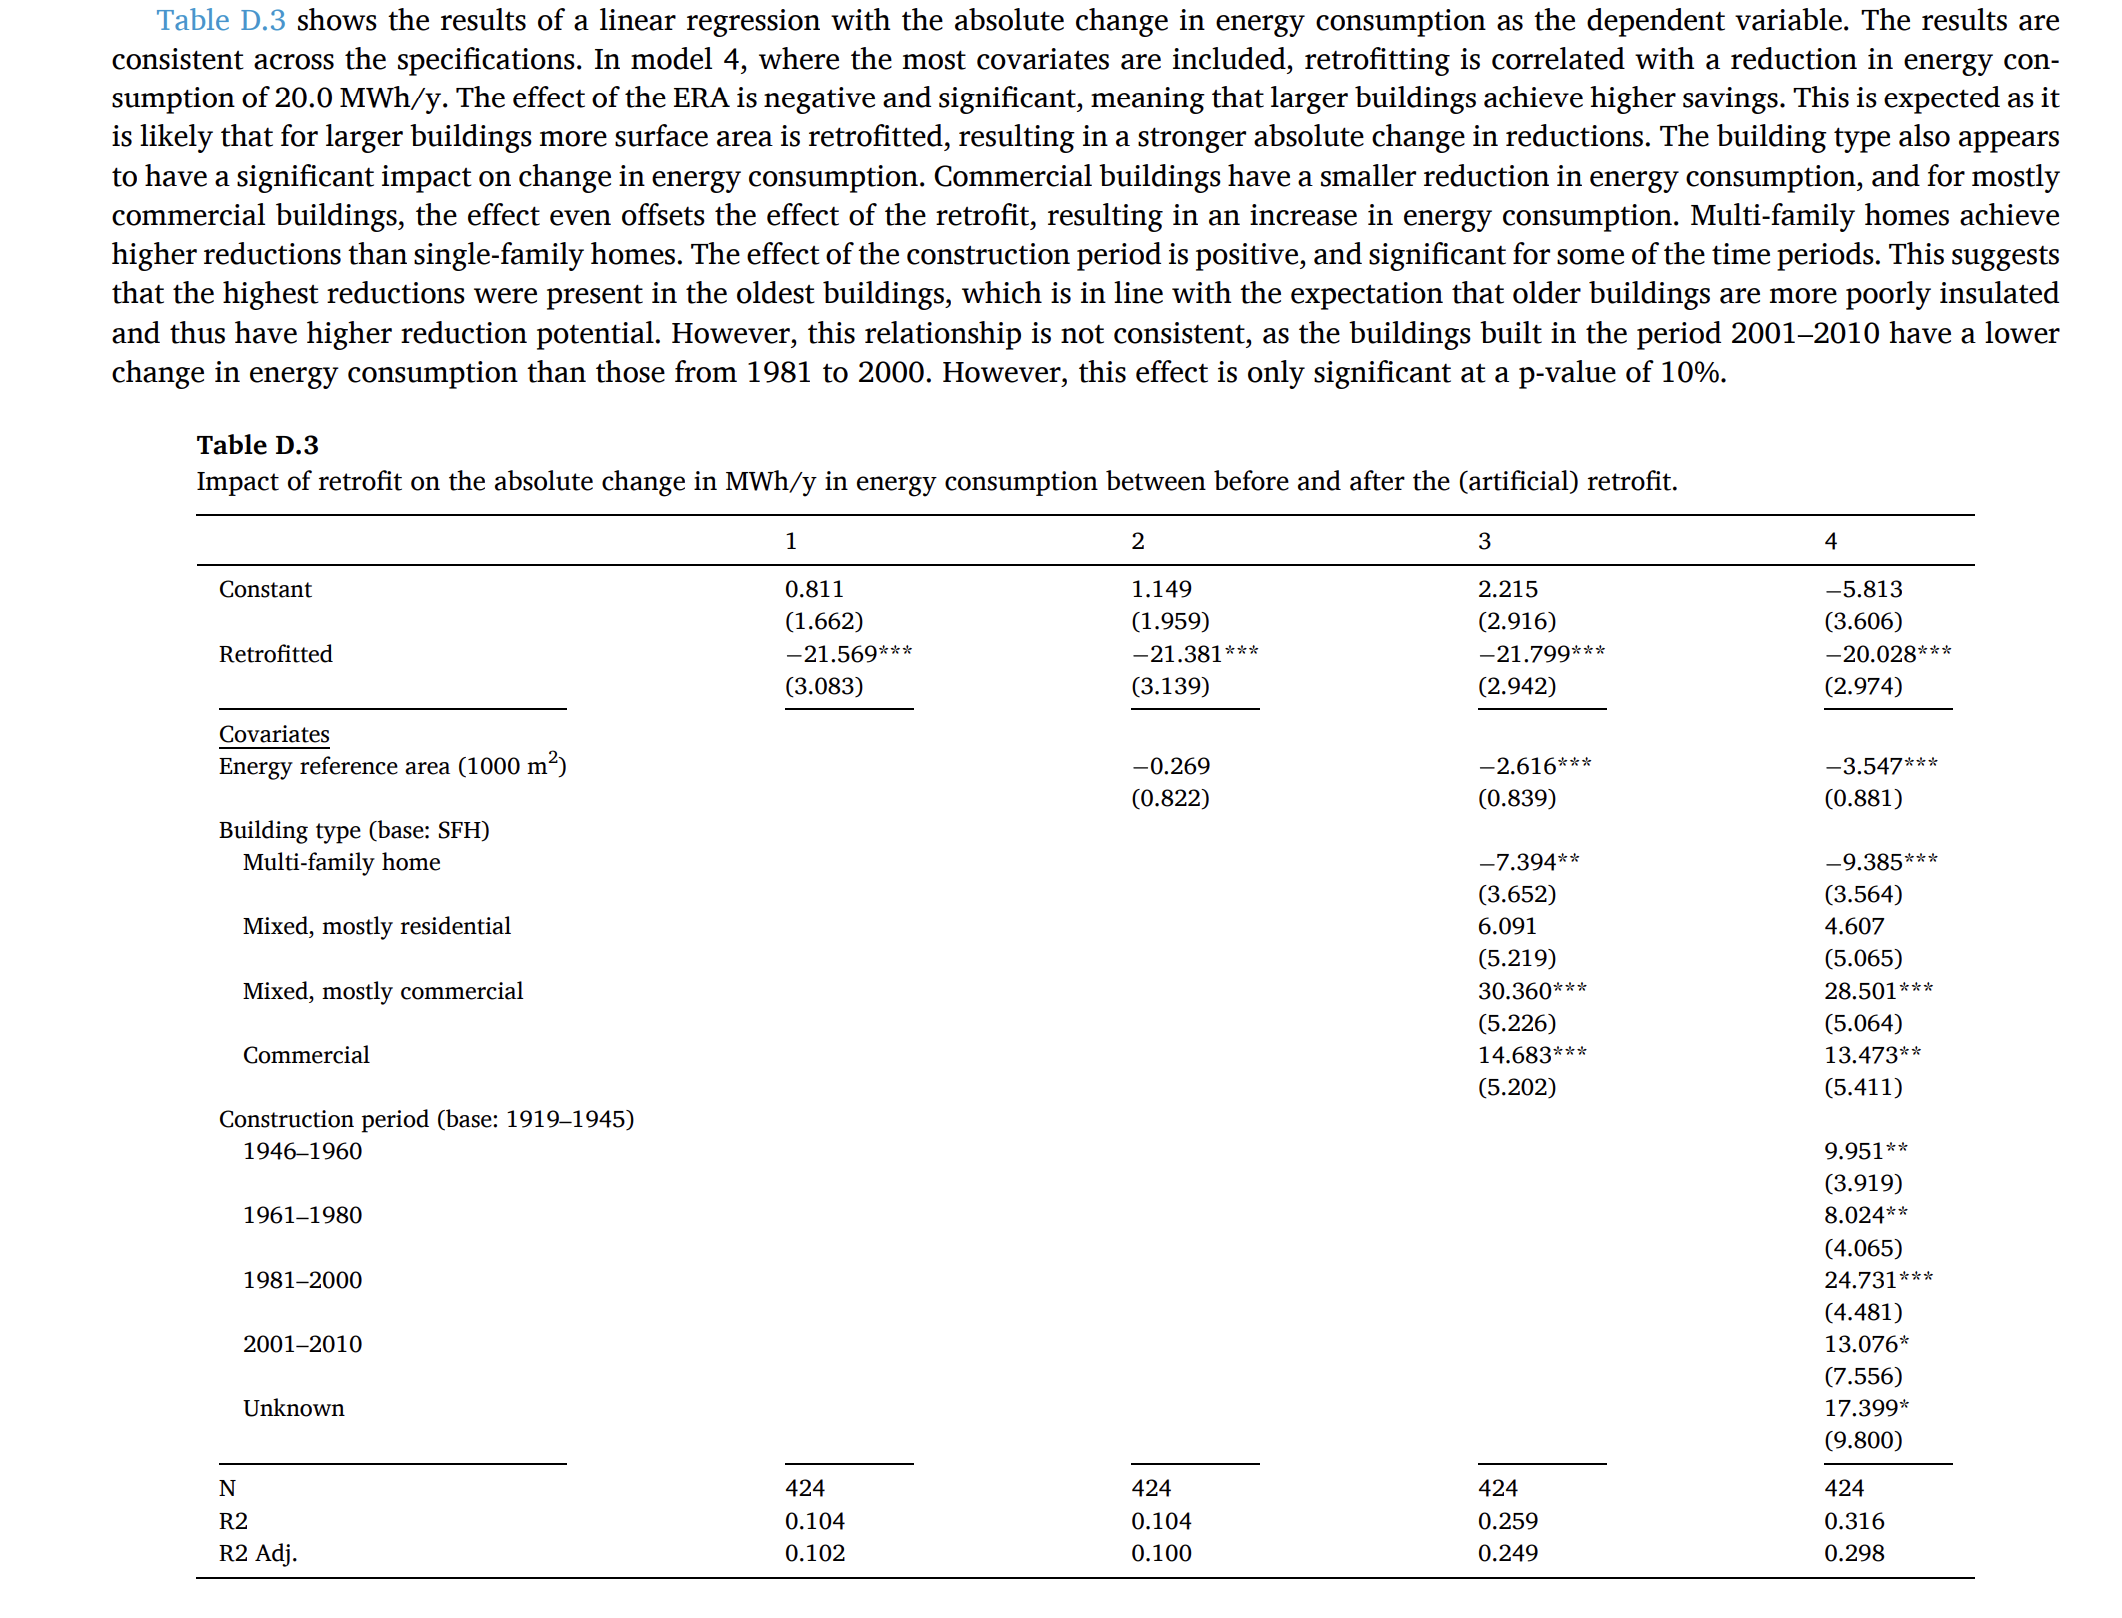 Table D.3 shows the results of a linear regression with the absolute change in energy consumption as the dependent variable. The results are
consistent across the specifications. In model 4, where the most covariates are included, retrofitting is correlated with a reduction in energy con-
sumption of 20.0 MWh/y. The effect of the ERA is negative and significant, meaning that larger buildings achieve higher savings. This is expected as it
is likely that for larger buildings more surface area is retrofitted, resulting in a stronger absolute change in reductions. The building type also appears
to have a significant impact on change in energy consumption. Commercial buildings have a smaller reduction in energy consumption, and for mostly
commercial buildings, the effect even offsets the effect of the retrofit, resulting in an increase in energy consumption. Multi-family homes achieve
higher reductions than single-family homes. The effect of the construction period is positive, and significant for some of the time periods. This suggests
that the highest reductions were present in the oldest buildings, which is in line with the expectation that older buildings are more poorly insulated
and thus have higher reduction potential. However, this relationship is not consistent, as the buildings built in the period 2001–2010 have a lower
change in energy consumption than those from 1981 to 2000. However, this effect is only significant at a p-value of 10%.
Table D.3
Impact of retrofit on the absolute change in MWh/y in energy consumption between before and after the (artificial) retrofit.
1 2 3 4
Constant 0.811 1.149 2.215 −5.813
(1.662) (1.959) (2.916) (3.606)
Retrofitted −21.569*** −21.381*** −21.799*** −20.028***
(3.083) (3.139) (2.942) (2.974)
Covariates
Energy reference area (1000 m²) −0.269 −2.616*** −3.547***
(0.822) (0.839) (0.881)
Building type (base: SFH)
Multi-family home −7.394** −9.385***
(3.652) (3.564)
Mixed, mostly residential 6.091 4.607
(5.219) (5.065)
Mixed, mostly commercial 30.360*** 28.501***
(5.226) (5.064)
Commercial 14.683*** 13.473**
(5.202) (5.411)
Construction period (base: 1919–1945)
1946–1960 9.951**
(3.919)
1961–1980 8.024**
(4.065)
1981–2000 24.731***
(4.481)
2001–2010 13.076*
(7.556)
Unknown 17.399*
(9.800)
N 424 424 424 424
R2 0.104 0.104 0.259 0.316
R2 Adj. 0.102 0.100 0.249 0.298